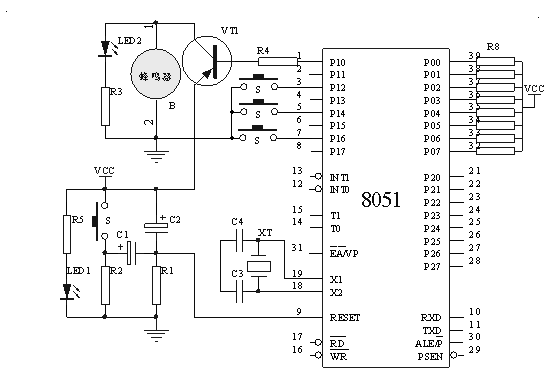 1
VT1
LED2
蜂鸣器
R3
B
2
R4
S
S
S
VCC
R5
S
C2
C1
LED1
R2
R1
C4
XT
C3
8051
1 P10
2 P11
3 P12
4 P13
5 P14
6 P15
7 P16
8 P17
13 INT1
12 INT0
15 T1
14 T0
31 EA/VP
19 X1
18 X2
9 RESET
17 RD
16 WR
R8
VCC
P00 39
P01 38
P02 37
P03 36
P04 35
P05 34
P06 33
P07 32
P20 21
P21 22
P22 23
P23 24
P24 25
P25 26
P26 27
P27 28
RXD 10
TXD 11
ALE/P 30
PSEN 29